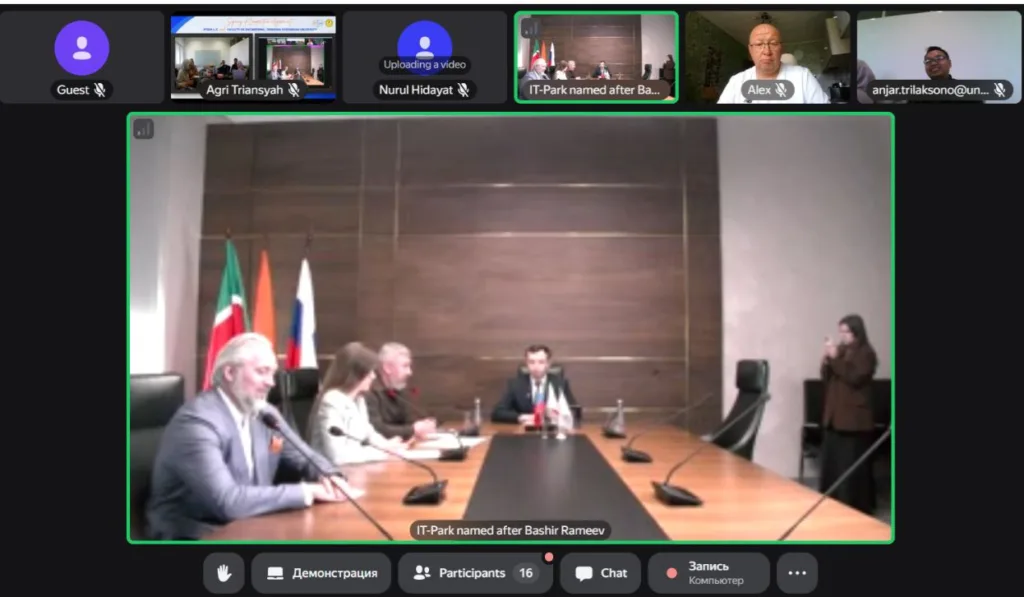 Guest
Agri Triansyah
Uploading a video
Nurul Hidayat
IT-Park named after Ba...
Alex
anjar.trilaksono@un...
IT-Park named after Bashir Rameev
Демонстрация
Participants 16
Chat
Запись
Компьютер